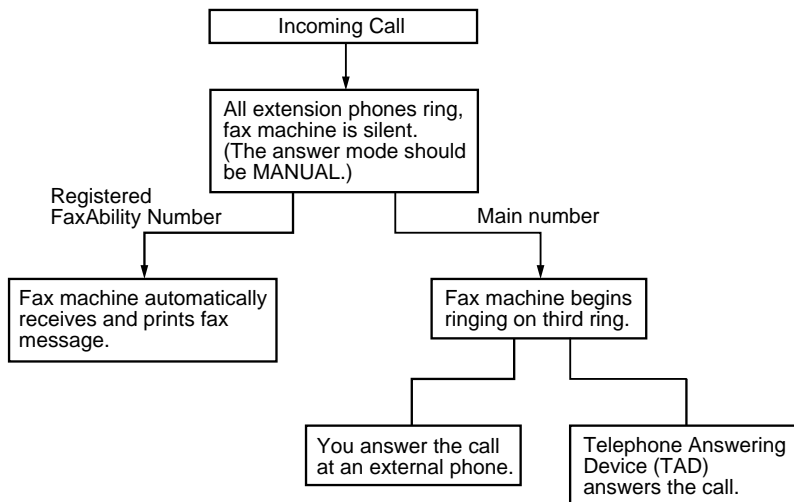 Incoming Call
All extension phones ring,
fax machine is silent.
(The answer mode should
be MANUAL.)
Registered
FaxAbility Number
Main number
Fax machine automatically
receives and prints fax
message.
Fax machine begins
ringing on third ring.
You answer the call
at an external phone.
Telephone Answering
Device (TAD)
answers the call.